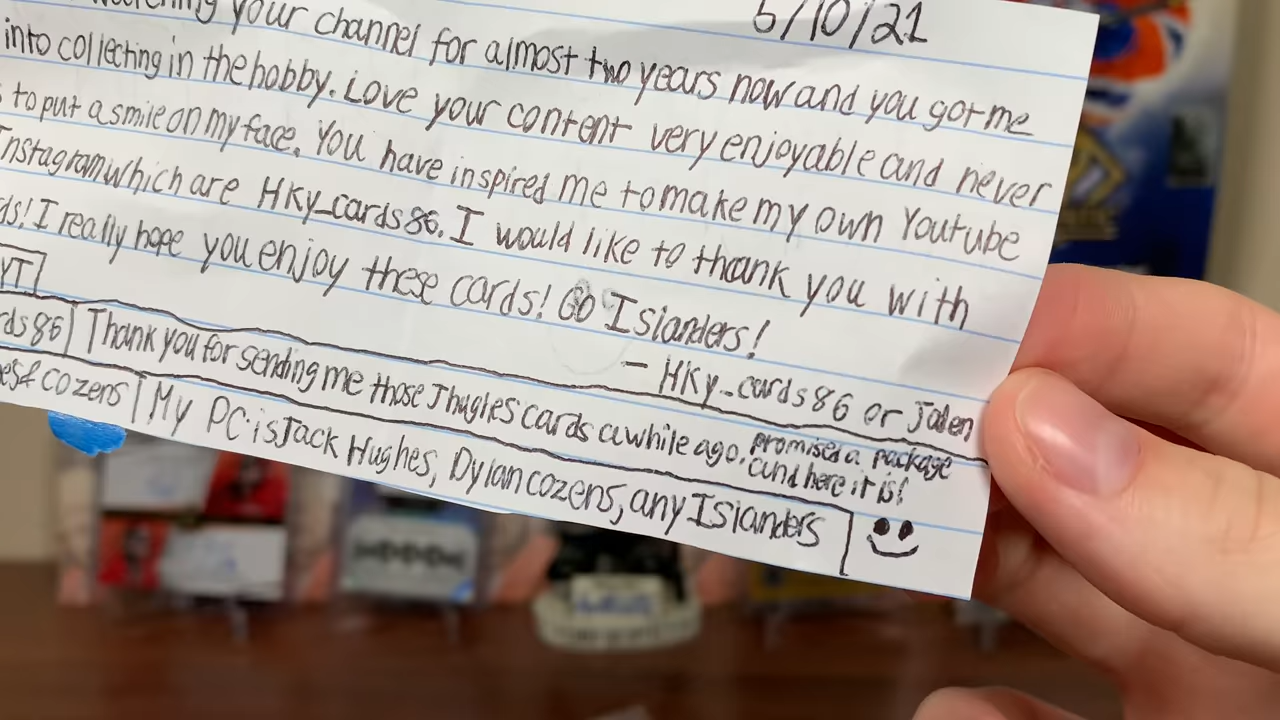 your channel for almost two years now and you got me
5/10/21
into collecting in the hobby. Love your content very enjoyable and never
to put a smile on my face. You have inspired me to make my own Youtube
Instagram which are HKy_cards86. I would like to thank you with
ds! I really hope you enjoy these cards! GO Islanders!
- HKy_cards86 or Jalen
YT
rds86 Thank you for sending me those Jhughes cards awhile ago, promised a package and here it is!
cozens My PC is Jack Hughes, Dylan cozens, any Islanders